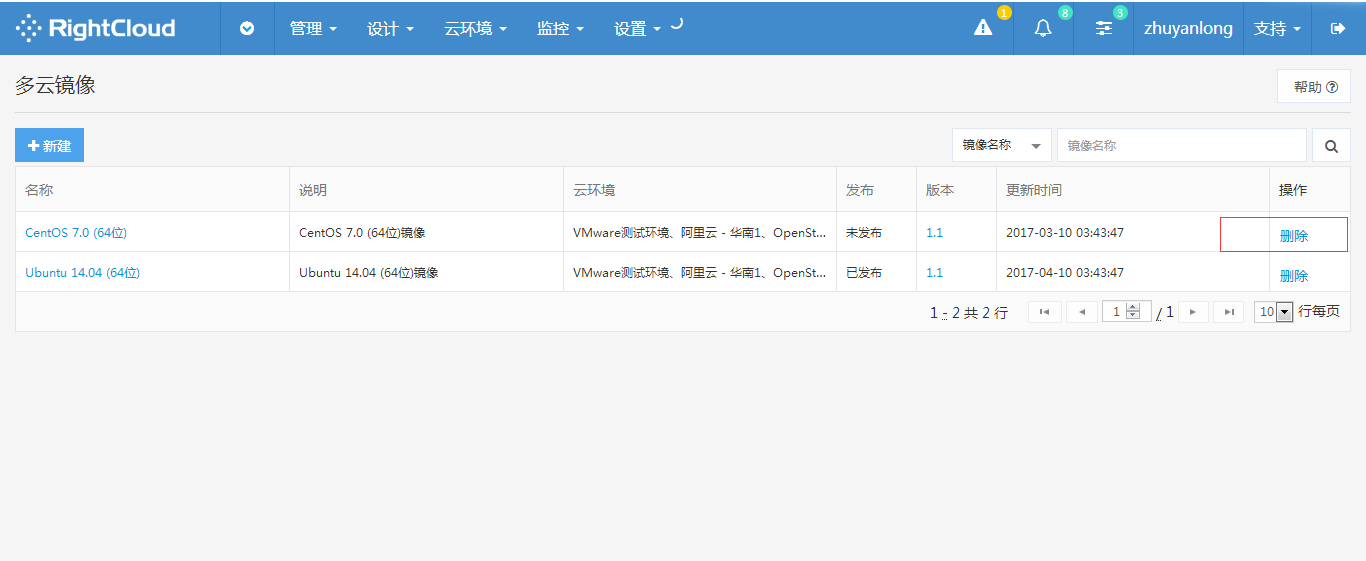 RightCloud 管理 设计 云环境 监控 设置 1 8 3 zhuyanlong 支持
多云镜像 帮助
新建 镜像名称 镜像名称
名称 说明 云环境 发布 版本 更新时间 操作
CentOS 7.0 (64位) CentOS 7.0 (64位)镜像 VMware测试环境、阿里云 - 华南1、OpenSt... 未发布 1.1 2017-03-10 03:43:47 删除
Ubuntu 14.04 (64位) Ubuntu 14.04 (64位)镜像 VMware测试环境、阿里云 - 华南1、OpenSt... 已发布 1.1 2017-04-10 03:43:47 删除
1 - 2 共 2 行 1 / 1 10 行每页